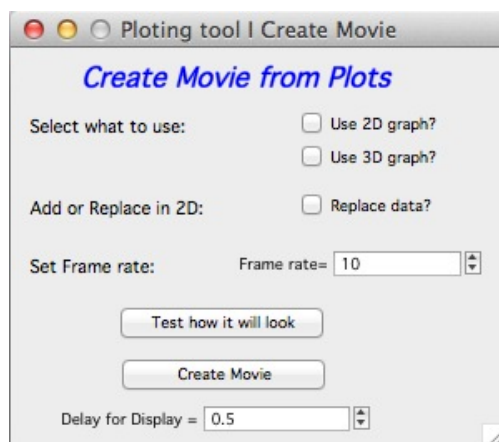 Ploting tool I Create Movie
Create Movie from Plots
Select what to use:
Use 2D graph?
Use 3D graph?
Add or Replace in 2D:
Replace data?
Set Frame rate:
Frame rate= 10
Test how it will look
Create Movie
Delay for Display = 0.5